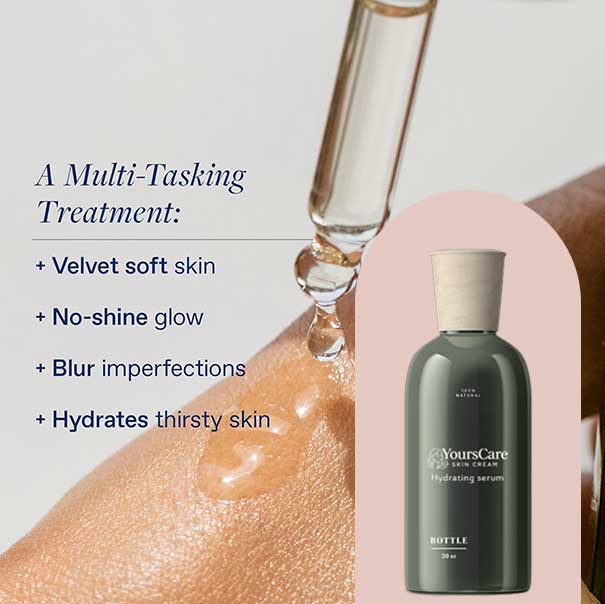 A Multi-Tasking
Treatment:
+ Velvet soft skin
+ No-shine glow
+ Blur imperfections
+ Hydrates thirsty skin
100%
NATURAL
YoursCare
SKIN CREAM
Hydrating serum
BOTTLE
30 ml